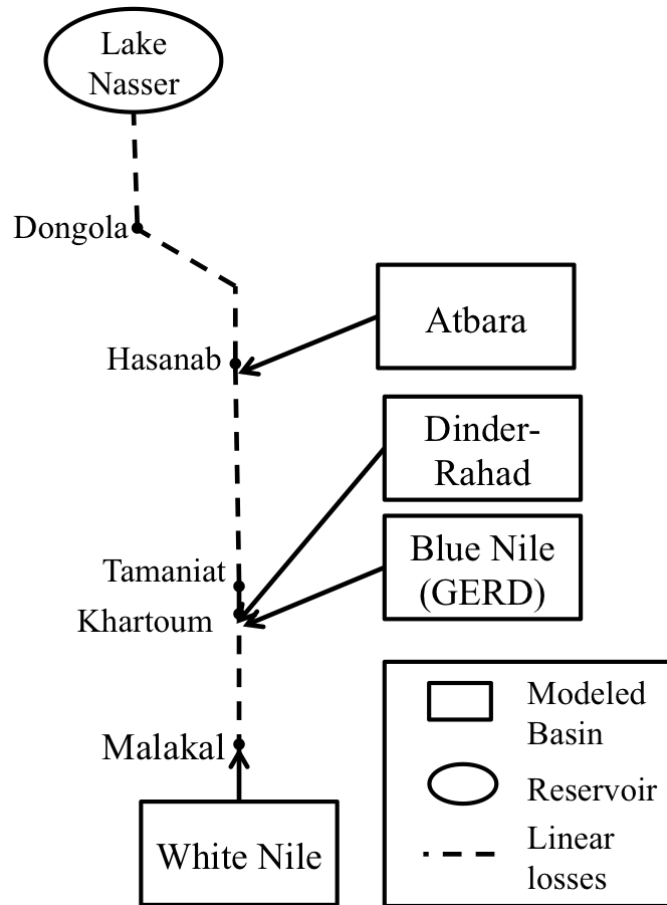 Lake
Nasser
Dongola
Atbara
Hasanab
Dinder-
Rahad
Blue Nile
(GERD)
Tamaniat
Khartoum
Malakal
White Nile
Modeled
Basin
Reservoir
Linear
losses